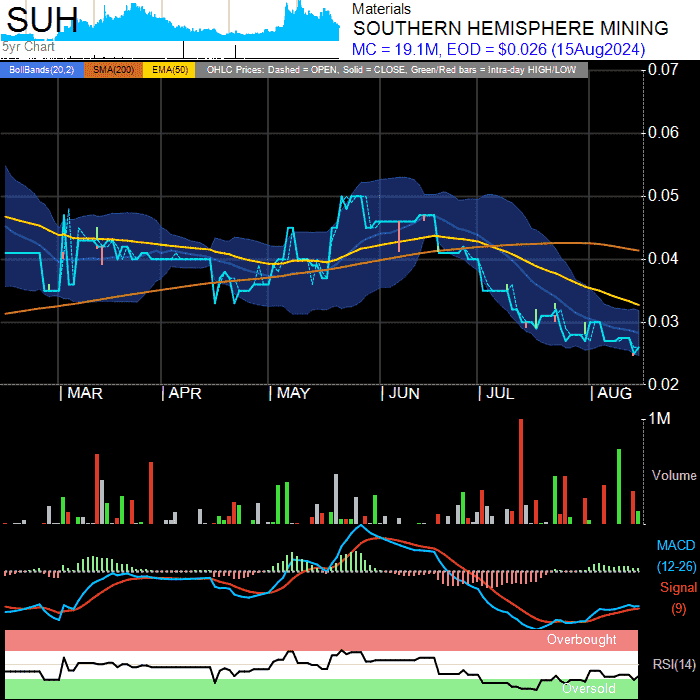 SUH
5yr Chart
Materials
SOUTHERN HEMISPHERE MINING
MC = 19.1M, EOD = $0.026 (15Aug2024)
BollBands(20,2) SMA(200) EMA(50) OHLC Prices: Dashed = OPEN, Solid = CLOSE, Green/Red bars = Intra-day HIGH/LOW
0.07
0.06
0.05
0.04
0.03
0.02
MAR APR MAY JUN JUL AUG
1M
Volume
MACD
(12-26)
Signal
(9)
Overbought
RSI(14)
Oversold